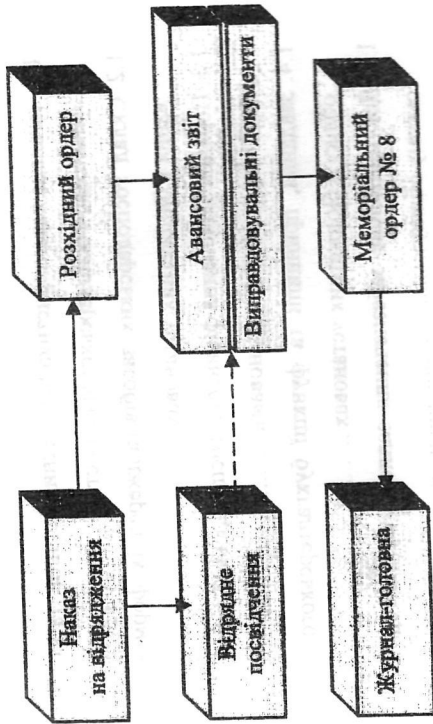 Наказ
на відрядження
Розхідний ордер
Відрядне
посвідчення
Авансовий звіт
Виправдовувальні документи
Журнал-головна
Меморіальний
ордер № 8